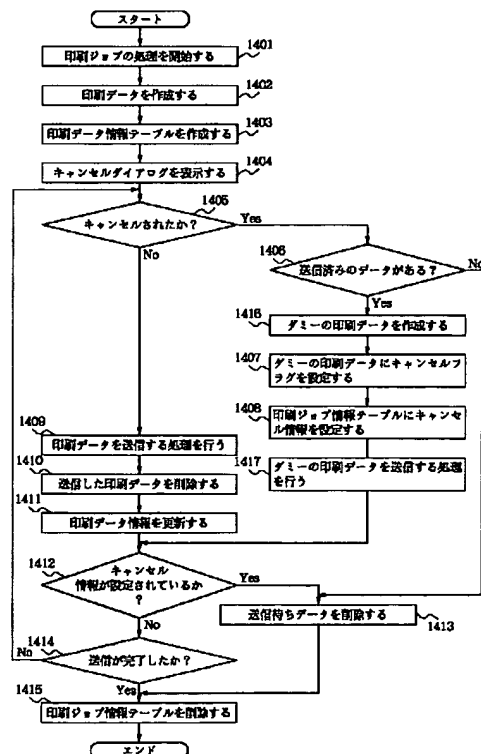 スタート
1401
印刷ジョブの処理を開始する
1402
印刷データを作成する
1403
印刷データ情報テーブルを作成する
1404
キャンセルダイアログを表示する
1405
キャンセルされたか?
Yes
No
1406
送信済みのデータがある?
No
Yes
1416
ダミーの印刷データを作成する
1407
ダミーの印刷データにキャンセルフ
ラグを設定する
1408
印刷ジョブ情報テーブルにキャンセ
ル情報を設定する
1417
ダミーの印刷データを送信する処理
を行う
1409
印刷データを送信する処理を行う
1410
送信した印刷データを削除する
1411
印刷データ情報を更新する
1412
キャンセル
情報が設定されているか
?
Yes
No
送信待ちデータを削除する
1413
1414
送信が完了したか?
No
Yes
1415
印刷ジョブ情報テーブルを削除する
エンド